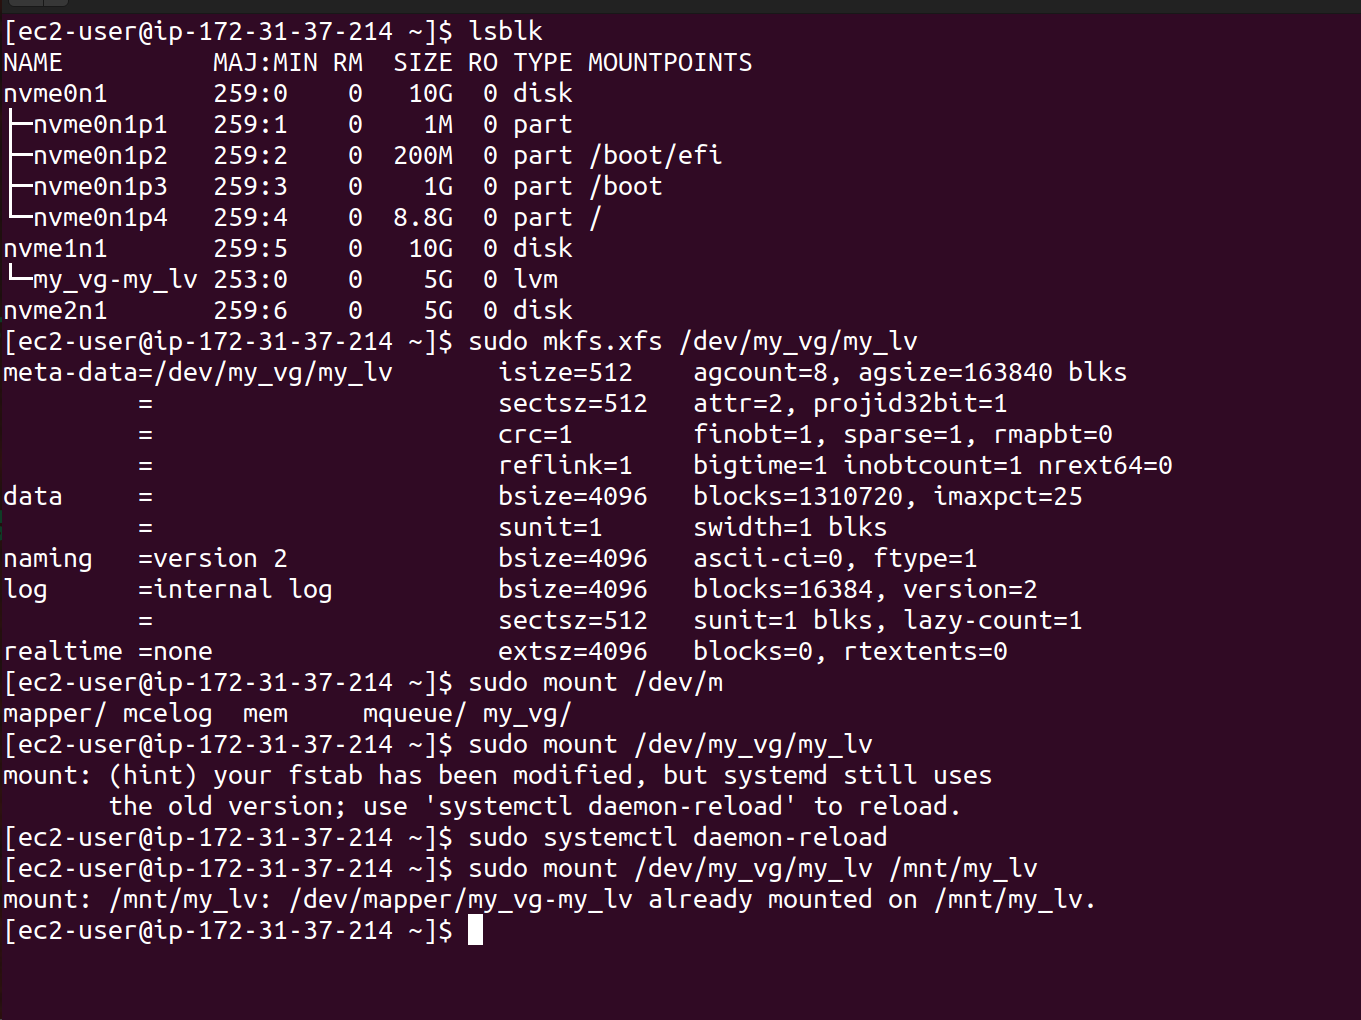 [ec2-user@ip-172-31-37-214 ~]$ lsblk
NAME          MAJ:MIN RM  SIZE RO TYPE MOUNTPOINTS
nvme0n1       259:0    0   10G  0 disk
├─nvme0n1p1   259:1    0    1M  0 part
├─nvme0n1p2   259:2    0  200M  0 part /boot/efi
├─nvme0n1p3   259:3    0    1G  0 part /boot
└─nvme0n1p4   259:4    0  8.8G  0 part /
nvme1n1       259:5    0   10G  0 disk
└─my_vg-my_lv 253:0    0    5G  0 lvm
nvme2n1       259:6    0    5G  0 disk
[ec2-user@ip-172-31-37-214 ~]$ sudo mkfs.xfs /dev/my_vg/my_lv
meta-data=/dev/my_vg/my_lv       isize=512    agcount=8, agsize=163840 blks
         =                       sectsz=512   attr=2, projid32bit=1
         =                       crc=1        finobt=1, sparse=1, rmapbt=0
         =                       reflink=1    bigtime=1 inobtcount=1 nrext64=0
data     =                       bsize=4096   blocks=1310720, imaxpct=25
         =                       sunit=1      swidth=1 blks
naming   =version 2              bsize=4096   ascii-ci=0, ftype=1
log      =internal log           bsize=4096   blocks=16384, version=2
         =                       sectsz=512   sunit=1 blks, lazy-count=1
realtime =none                   extsz=4096   blocks=0, rtextents=0
[ec2-user@ip-172-31-37-214 ~]$ sudo mount /dev/m
mapper/ mcelog  mem     mqueue/ my_vg/
[ec2-user@ip-172-31-37-214 ~]$ sudo mount /dev/my_vg/my_lv
mount: (hint) your fstab has been modified, but systemd still uses
       the old version; use 'systemctl daemon-reload' to reload.
[ec2-user@ip-172-31-37-214 ~]$ sudo systemctl daemon-reload
[ec2-user@ip-172-31-37-214 ~]$ sudo mount /dev/my_vg/my_lv /mnt/my_lv
mount: /mnt/my_lv: /dev/mapper/my_vg-my_lv already mounted on /mnt/my_lv.
[ec2-user@ip-172-31-37-214 ~]$